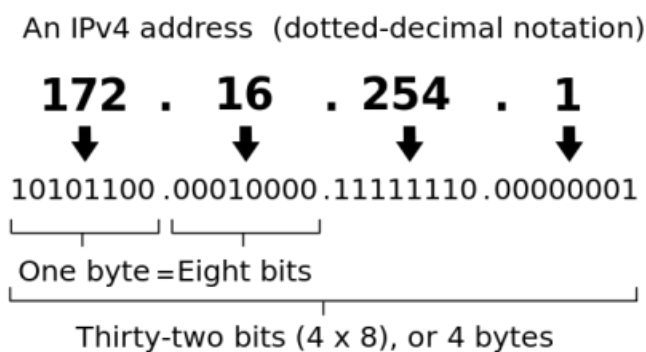 An IPv4 address (dotted-decimal notation)
172 . 16 . 254 . 1
10101100 .00010000 .11111110 .00000001
One byte =Eight bits
Thirty-two bits (4 x 8), or 4 bytes